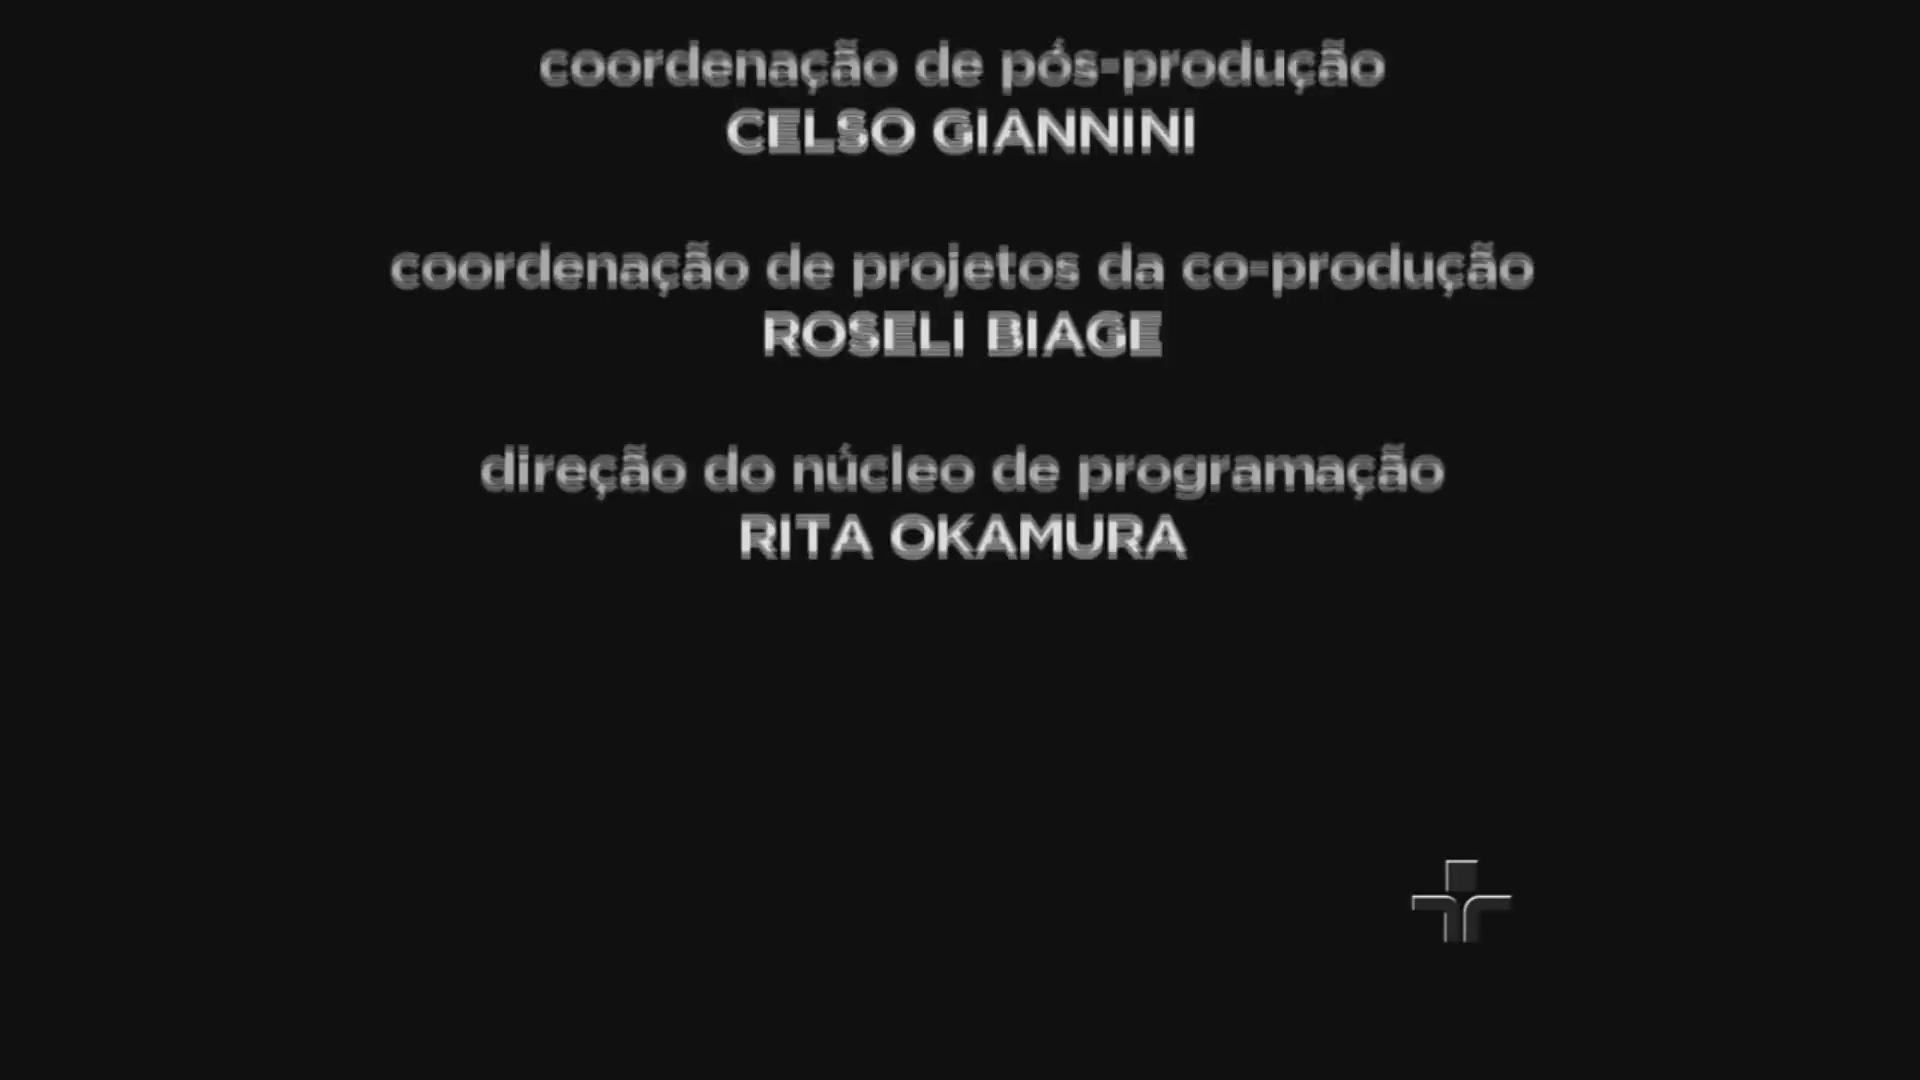 coordenação de pós-produção
CELSO GIANNINI
coordenação de projetos da co-produção
ROSELI BIAGE
direção do núcleo de programação
RITA OKAMURA